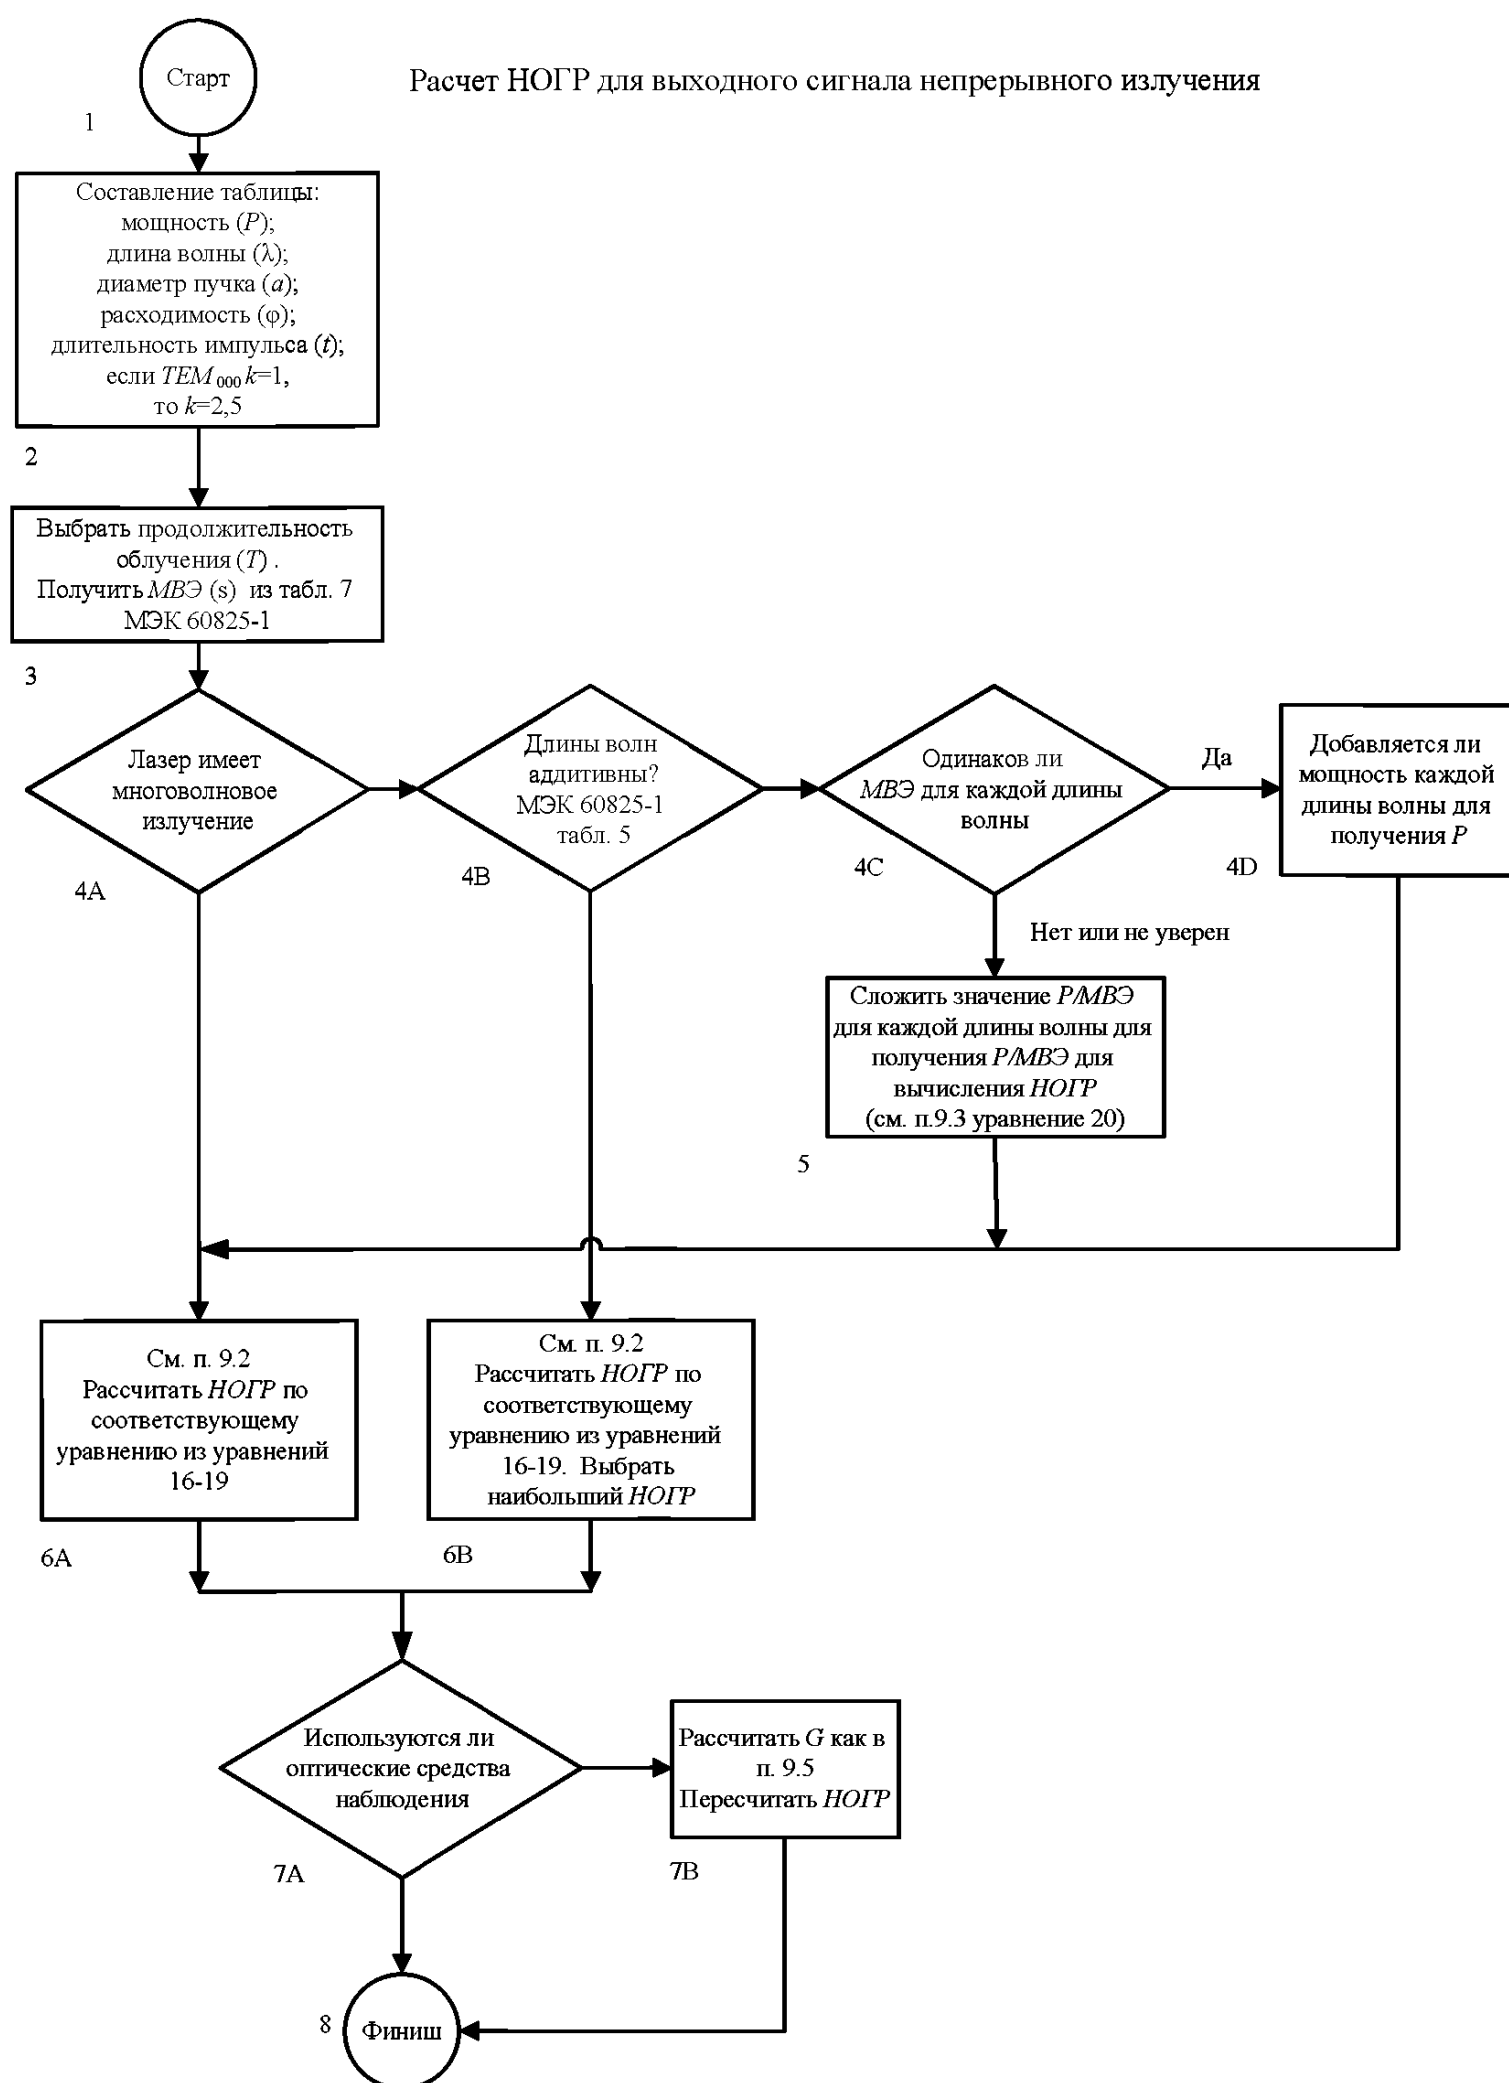 Старт
Расчет НОГР для выходного сигнала непрерывного излучения
1
Составление таблицы:
мощность (P);
длина волны (λ);
диаметр пучка (a);
расходимость (φ);
длительность импульса (t);
если TEM 000 k=1,
то k=2,5
2
Выбрать продолжительность
облучения (T) .
Получить МВЭ (s) из табл. 7
МЭК 60825-1
3
Лазер имеет
многоволновое
излучение
4A
Длины волн
аддитивны?
МЭК 60825-1
табл. 5
4B
Одинаков ли
МВЭ для каждой длины
волны
4C
Да
Добавляется ли
мощность каждой
длины волны для
получения P
4D
Нет или не уверен
Сложить значение P/МВЭ
для каждой длины волны для
получения P/МВЭ для
вычисления НОГР
(см. п.9.3 уравнение 20)
5
См. п. 9.2
Рассчитать НОГР по
соответствующему
уравнению из уравнений
16-19
6A
См. п. 9.2
Рассчитать НОГР по
соответствующему
уравнению из уравнений
16-19. Выбрать
наибольший НОГР
6B
Используются ли
оптические средства
наблюдения
7A
Рассчитать G как в
п. 9.5
Пересчитать НОГР
7B
8
Финиш